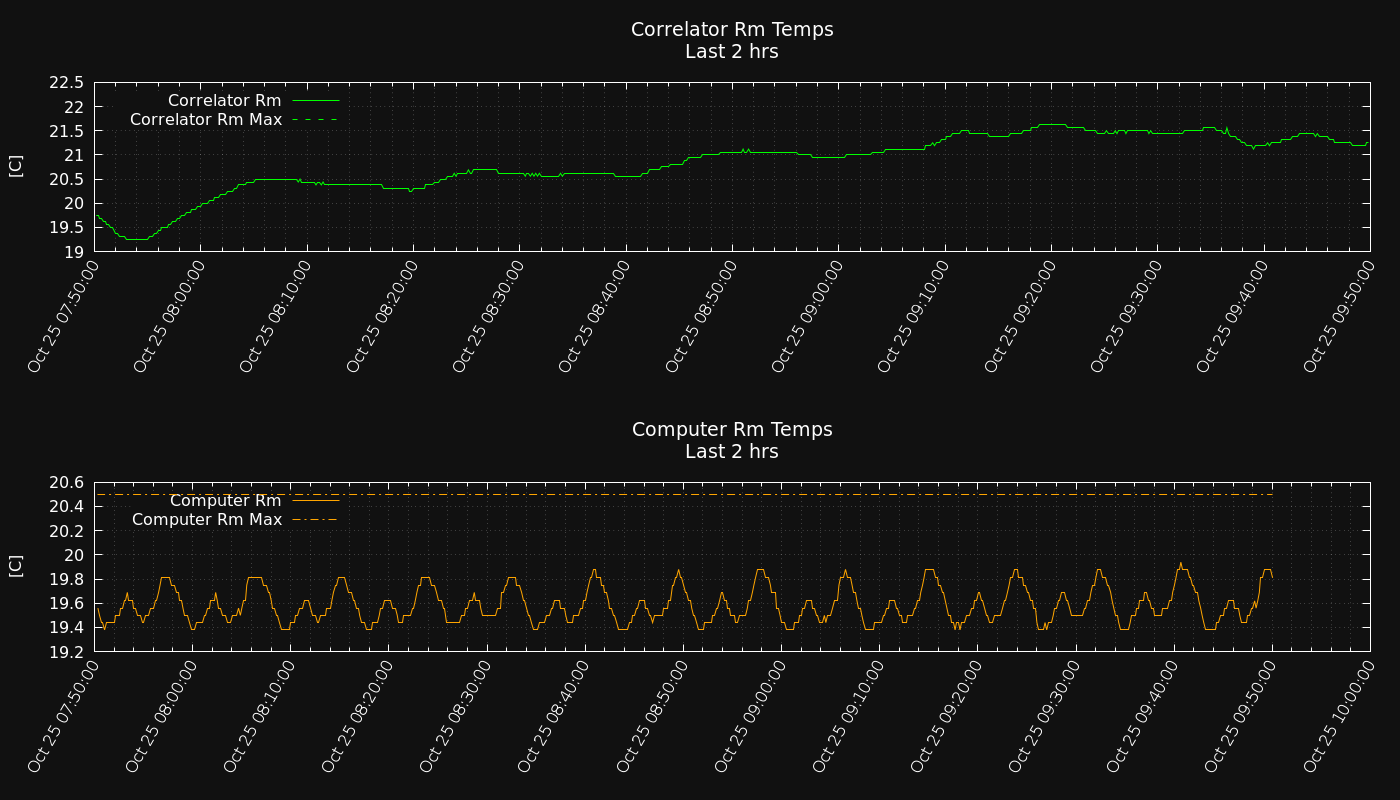 Correlator Rm Temps
Last 2 hrs
22.5
22
21.5
21
20.5
20
19.5
19
[C]
Correlator Rm
Correlator Rm Max
Oct 25 07:50:00
Oct 25 08:00:00
Oct 25 08:10:00
Oct 25 08:20:00
Oct 25 08:30:00
Oct 25 08:40:00
Oct 25 08:50:00
Oct 25 09:00:00
Oct 25 09:10:00
Oct 25 09:20:00
Oct 25 09:30:00
Oct 25 09:40:00
Oct 25 09:50:00
Computer Rm Temps
Last 2 hrs
20.6
20.4
20.2
20
19.8
19.6
19.4
19.2
[C]
Computer Rm
Computer Rm Max
Oct 25 07:50:00
Oct 25 08:00:00
Oct 25 08:10:00
Oct 25 08:20:00
Oct 25 08:30:00
Oct 25 08:40:00
Oct 25 08:50:00
Oct 25 09:00:00
Oct 25 09:10:00
Oct 25 09:20:00
Oct 25 09:30:00
Oct 25 09:40:00
Oct 25 09:50:00
Oct 25 10:00:00